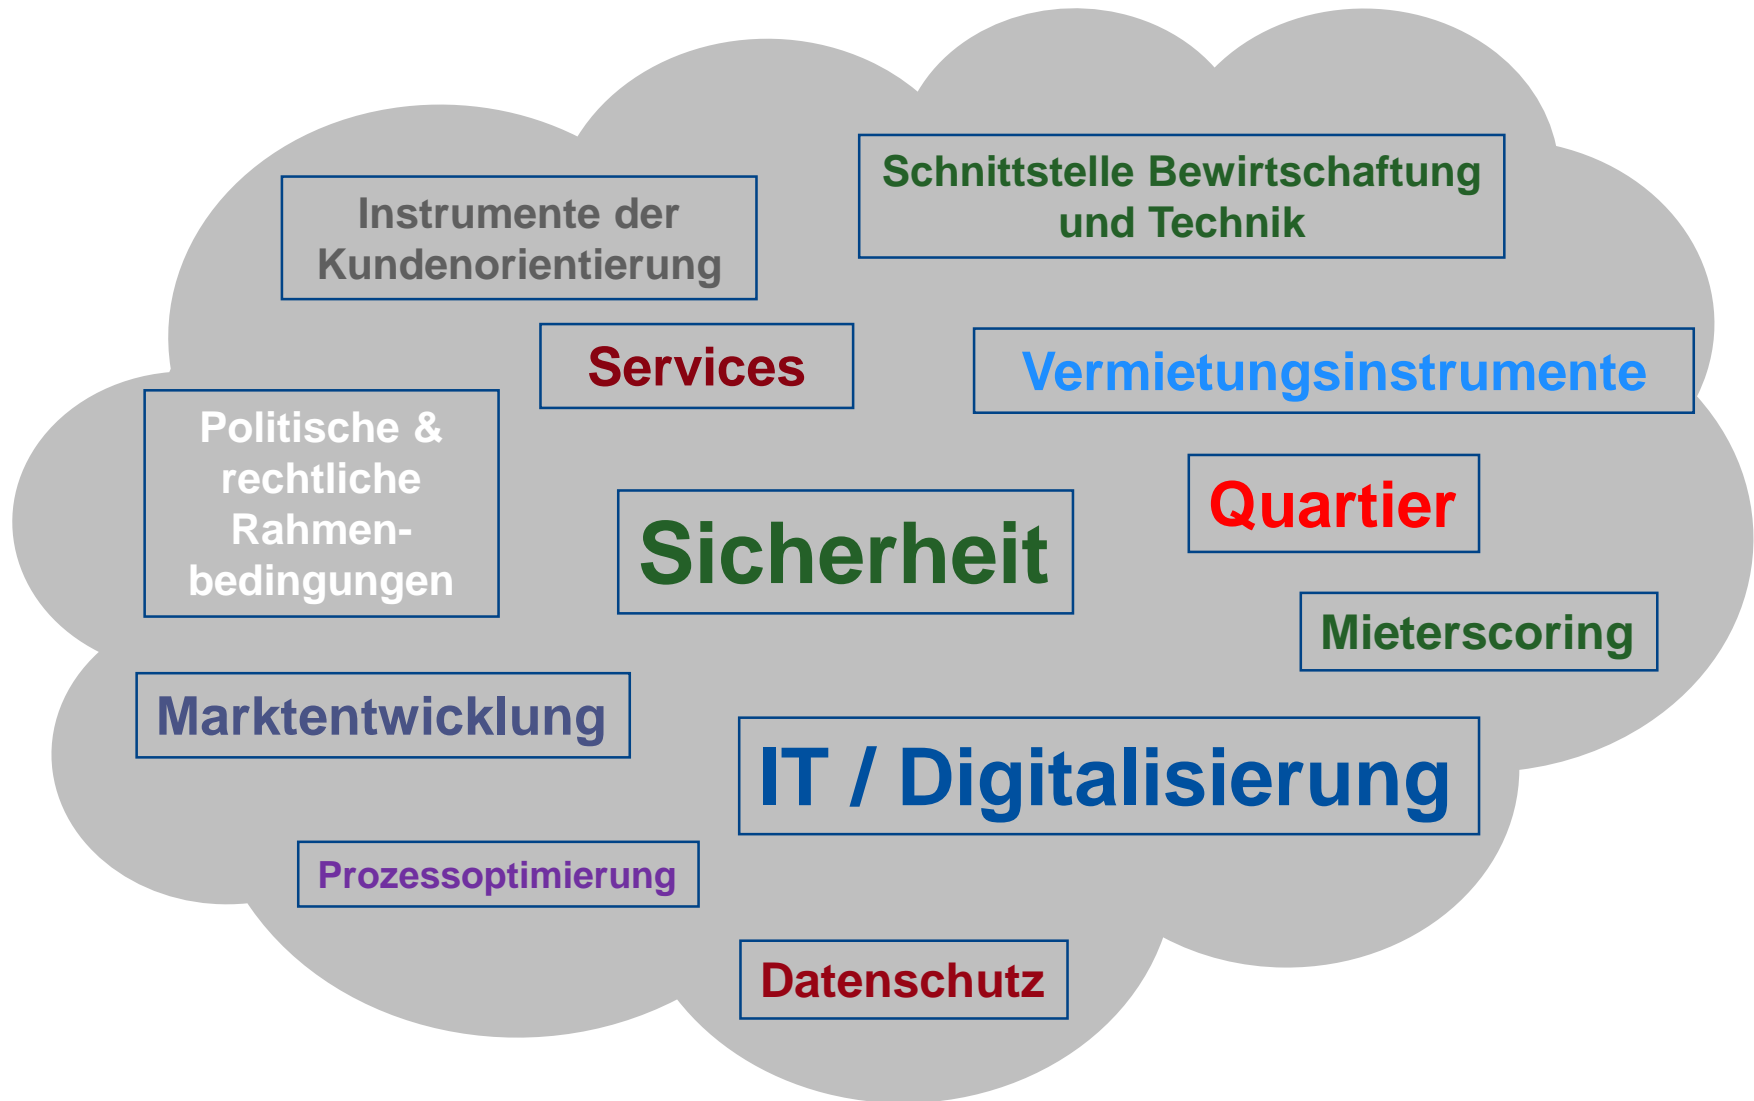 Schnittstelle Bewirtschaftung
und Technik
Instrumente der
Kundenorientierung
Services
Vermietungsinstrumente
Politische &
rechtliche
Rahmen-
bedingungen
Quartier
Sicherheit
Mieterscoring
Marktentwicklung
IT / Digitalisierung
Prozessoptimierung
Datenschutz